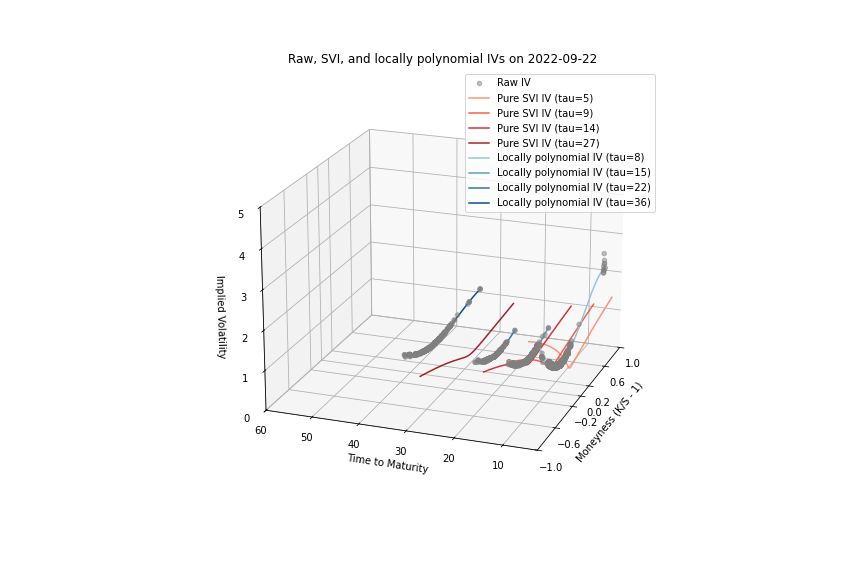 Raw, SVI, and locally polynomial IVs on 2022-09-22
Raw IV
Pure SVI IV (tau=5)
Pure SVI IV (tau=9)
Pure SVI IV (tau=14)
Pure SVI IV (tau=27)
Locally polynomial IV (tau=8)
Locally polynomial IV (tau=15)
Locally polynomial IV (tau=22)
Locally polynomial IV (tau=36)
5
4
3
2
1
0
Implied Volatility
60
50
40
30
20
10
Time to Maturity
1.0
0.6
0.2
0.0
−0.2
−0.6
−1.0
Moneyness (K/S - 1)